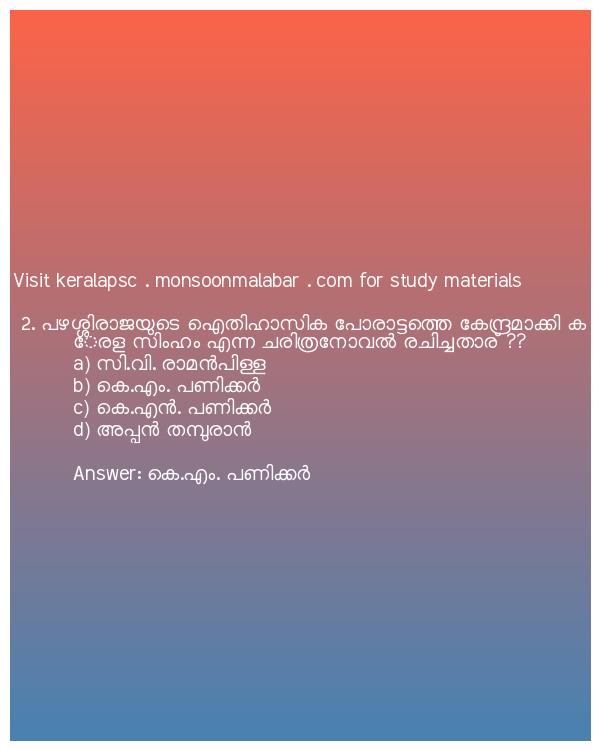 Visit keralapsc . monsoonmalabar . com for study materials
2. പഴശ്ശിരാജയുടെ ഐതിഹാസിക പോരാട്ടത്തെ കേന്ദ്രമാക്കി ക
േരള സിംഹം എന്ന ചരിത്രനോവൽ രചിച്ചതാര ??
a) സി.വി. രാമൻപിള്ള
b) കെ.എം. പണിക്കർ
c) കെ.എൻ. പണിക്കർ
d) അപ്പൻ തമ്പുരാൻ
Answer: കെ.എം. പണിക്കർ